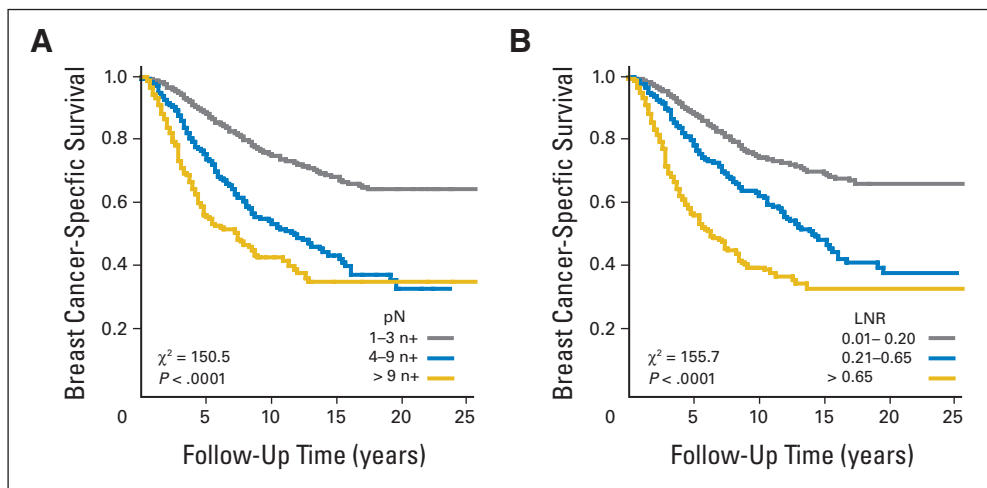 A
Breast Cancer-Specfic Survival
1.0
0.8
0.6
0.4
0.2
0
5
10
15
20
25
Follow-Up Time (years)
pN
1–3 n+
4–9 n+
> 9 n+
χ² = 150.5
P < .0001
B
Breast Cancer-Specfic Survival
1.0
0.8
0.6
0.4
0.2
0
5
10
15
20
25
Follow-Up Time (years)
LNR
0.01– 0.20
0.21–0.65
> 0.65
χ² = 155.7
P < .0001